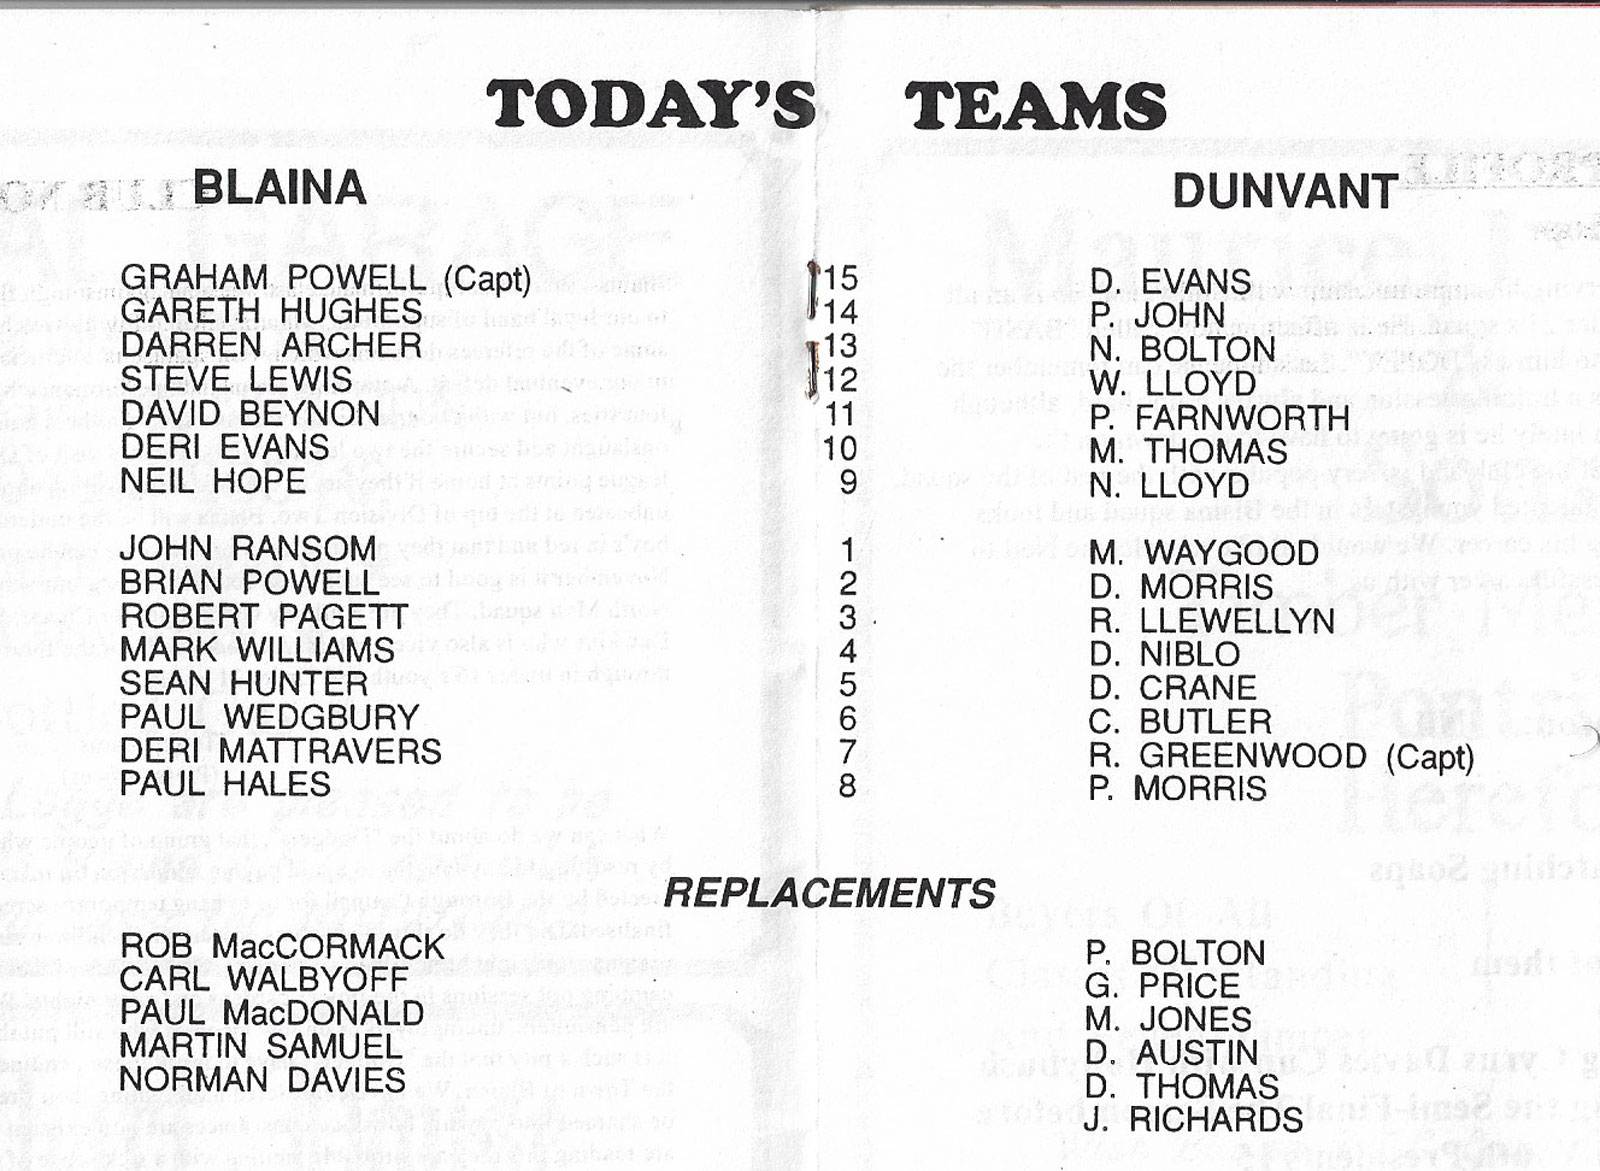 TODAY'S TEAMS
BLAINA DUNVANT
GRAHAM POWELL (Capt) 15 D. EVANS
GARETH HUGHES 14 P. JOHN
DARREN ARCHER 13 N. BOLTON
STEVE LEWIS 12 W. LLOYD
DAVID BEYNON 11 P. FARNWORTH
DERI EVANS 10 M. THOMAS
NEIL HOPE 9 N. LLOYD
JOHN RANSOM 1 M. WAYGOOD
BRIAN POWELL 2 D. MORRIS
ROBERT PAGETT 3 R. LLEWELLYN
MARK WILLIAMS 4 D. NIBLO
SEAN HUNTER 5 D. CRANE
PAUL WEDGBURY 6 C. BUTLER
DERI MATTRAVERS 7 R. GREENWOOD (Capt)
PAUL HALES 8 P. MORRIS
REPLACEMENTS
ROB MacCORMACK P. BOLTON
CARL WALBYOFF G. PRICE
PAUL MacDONALD M. JONES
MARTIN SAMUEL D. AUSTIN
NORMAN DAVIES D. THOMAS
J. RICHARDS